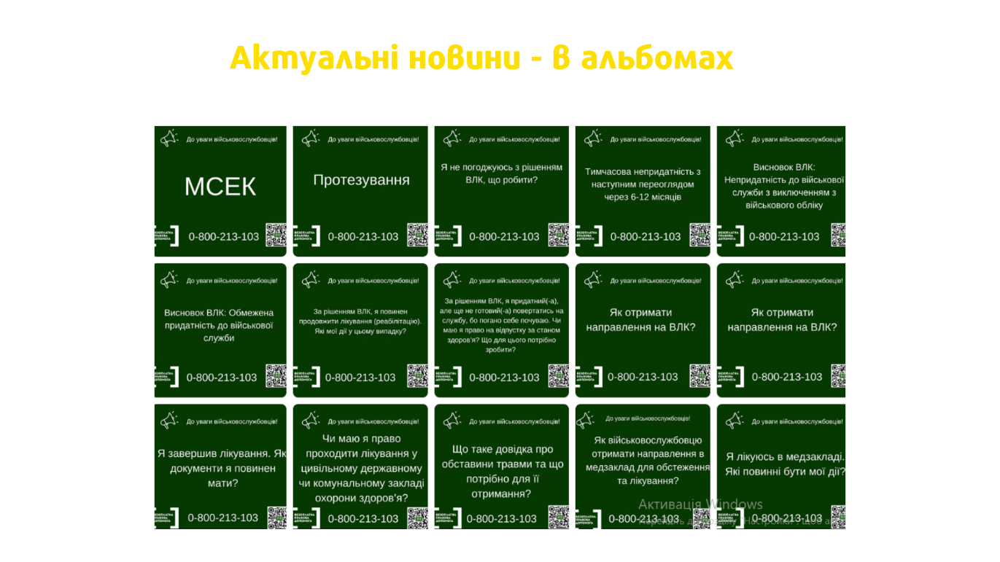 Актуальні новини - в альбомах
До уваги військовослужбовців!
МСЕК
БЕЗОПЛАТНА
ПРАВОВА
ДОПОМОГА
0-800-213-103
До уваги військовослужбовців!
Протезування
БЕЗОПЛАТНА
ПРАВОВА
ДОПОМОГА
0-800-213-103
До уваги військовослужбовців!
Я не погоджуюсь з рішенням
ВЛК, що робити?
БЕЗОПЛАТНА
ПРАВОВА
ДОПОМОГА
0-800-213-103
До уваги військовослужбовців!
Тимчасова непридатність з
наступним переоглядом
через 6-12 місяців
БЕЗОПЛАТНА
ПРАВОВА
ДОПОМОГА
0-800-213-103
До уваги військовослужбовців!
Висновок ВЛК:
Непридатність до військової
служби з виключенням з
військового обліку
БЕЗОПЛАТНА
ПРАВОВА
ДОПОМОГА
0-800-213-103
До уваги військовослужбовців!
Висновок ВЛК: Обмежена
придатність до військової
служби
БЕЗОПЛАТНА
ПРАВОВА
ДОПОМОГА
0-800-213-103
До уваги військовослужбовців!
За рішенням ВЛК, я повинен
продовжити лікування (реабілітацію).
Які мої дії у цьому випадку?
БЕЗОПЛАТНА
ПРАВОВА
ДОПОМОГА
0-800-213-103
До уваги військовослужбовців!
За рішенням ВЛК, я придатний(-а),
але ще не готовий(-а) повертатись на
службу, бо погано себе почуваю. Чи
маю я право на відпустку за станом
здоров'я? Що для цього потрібно
зробити?
БЕЗОПЛАТНА
ПРАВОВА
ДОПОМОГА
0-800-213-103
До уваги військовослужбовців!
Як отримати
направлення на ВЛК?
БЕЗОПЛАТНА
ПРАВОВА
ДОПОМОГА
0-800-213-103
До уваги військовослужбовців!
Як отримати
направлення на ВЛК?
БЕЗОПЛАТНА
ПРАВОВА
ДОПОМОГА
0-800-213-103
До уваги військовослужбовців!
Я завершив лікування. Як
документи я повинен
мати?
БЕЗОПЛАТНА
ПРАВОВА
ДОПОМОГА
0-800-213-103
До уваги військовослужбовців!
Чи маю я право
проходити лікування у
цивільному державному
чи комунальному закладі
охорони здоров'я?
БЕЗОПЛАТНА
ПРАВОВА
ДОПОМОГА
0-800-213-103
До уваги військовослужбовців!
Що таке довідка про
обставини травми та що
потрібно для її
отримання?
БЕЗОПЛАТНА
ПРАВОВА
ДОПОМОГА
0-800-213-103
До уваги військовослужбовців!
Як військовослужбовцю
отримати направлення в
медзаклад для обстеження
та лікування?
БЕЗОПЛАТНА
ПРАВОВА
ДОПОМОГА
0-800-213-103
До уваги військовослужбовців!
Я лікуюсь в медзакладі.
Які повинні бути мої дії?
БЕЗОПЛАТНА
ПРАВОВА
ДОПОМОГА
0-800-213-103
Активація Windows